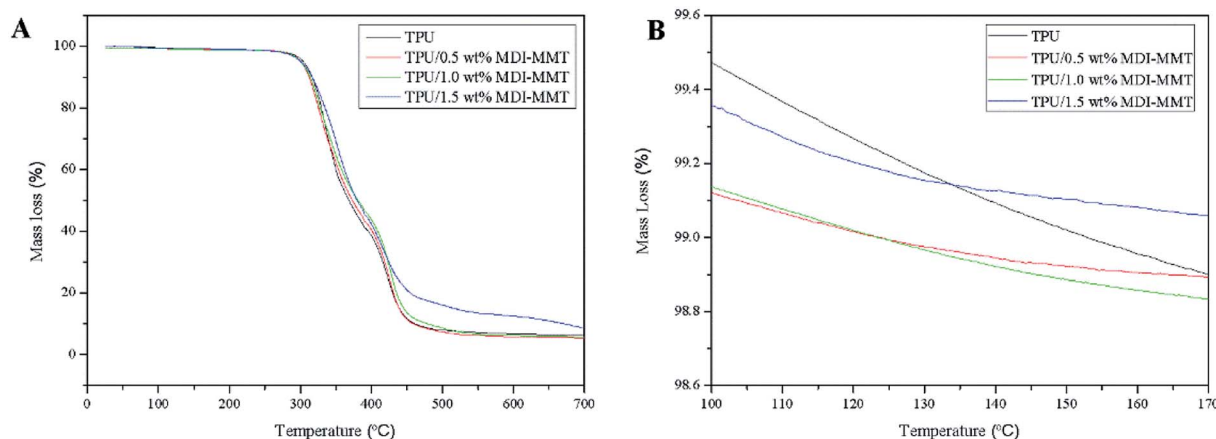 A
TPU
TPU/0.5 wt% MDI-MMT
TPU/1.0 wt% MDI-MMT
TPU/1.5 wt% MDI-MMT
Mass loss (%)
100
80
60
40
20
0
0
100
200
300
400
500
600
700
Temperature (°C)
B
TPU
TPU/0.5 wt% MDI-MMT
TPU/1.0 wt% MDI-MMT
TPU/1.5 wt% MDI-MMT
Mass Loss (%)
99.6
99.4
99.2
99.0
98.8
98.6
100
110
120
130
140
150
160
170
Temperature (°C)